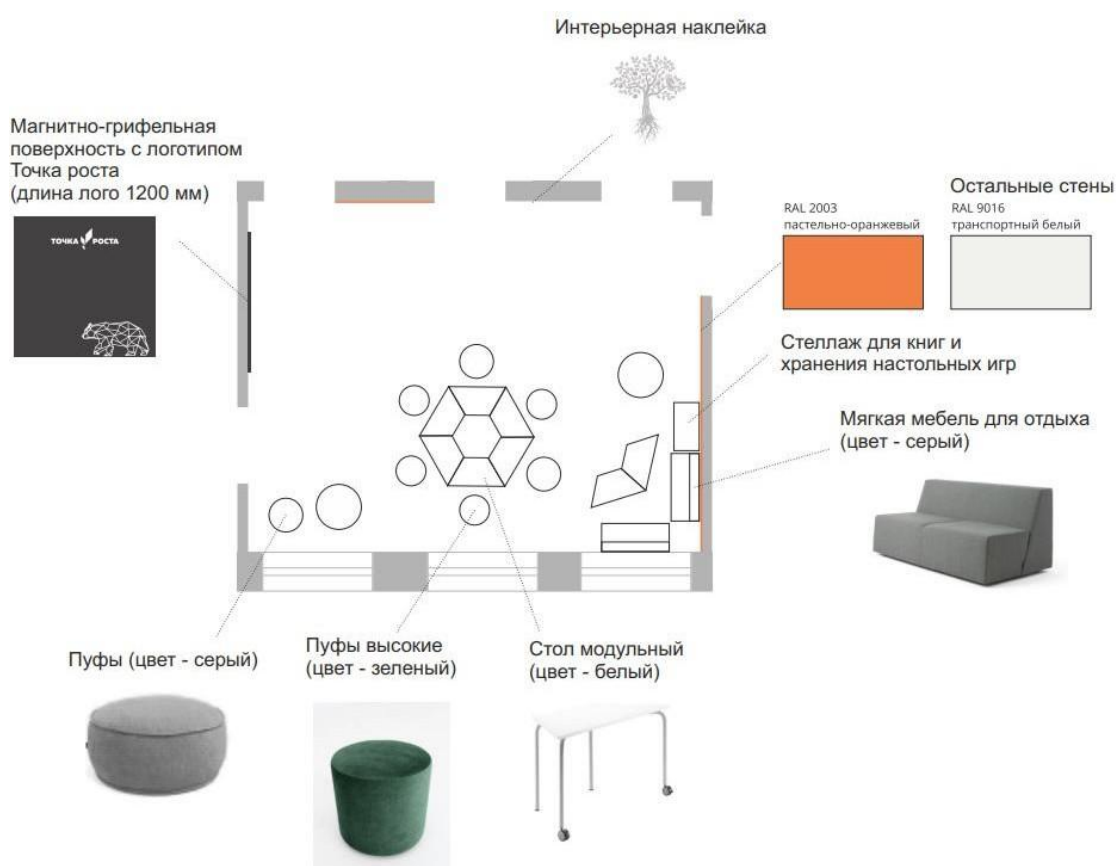 Интерьерная наклейка
Магнитно-грифельная
поверхность с логотипом
Точка роста
(длина лого 1200 мм)
ТОЧКА РОСТА
Остальные стены
RAL 2003
пастельно-оранжевый
RAL 9016
транспортный белый
Стеллаж для книг и
хранения настольных игр
Мягкая мебель для отдыха
(цвет - серый)
Пуфы (цвет - серый)
Пуфы высокие
(цвет - зеленый)
Стол модульный
(цвет - белый)